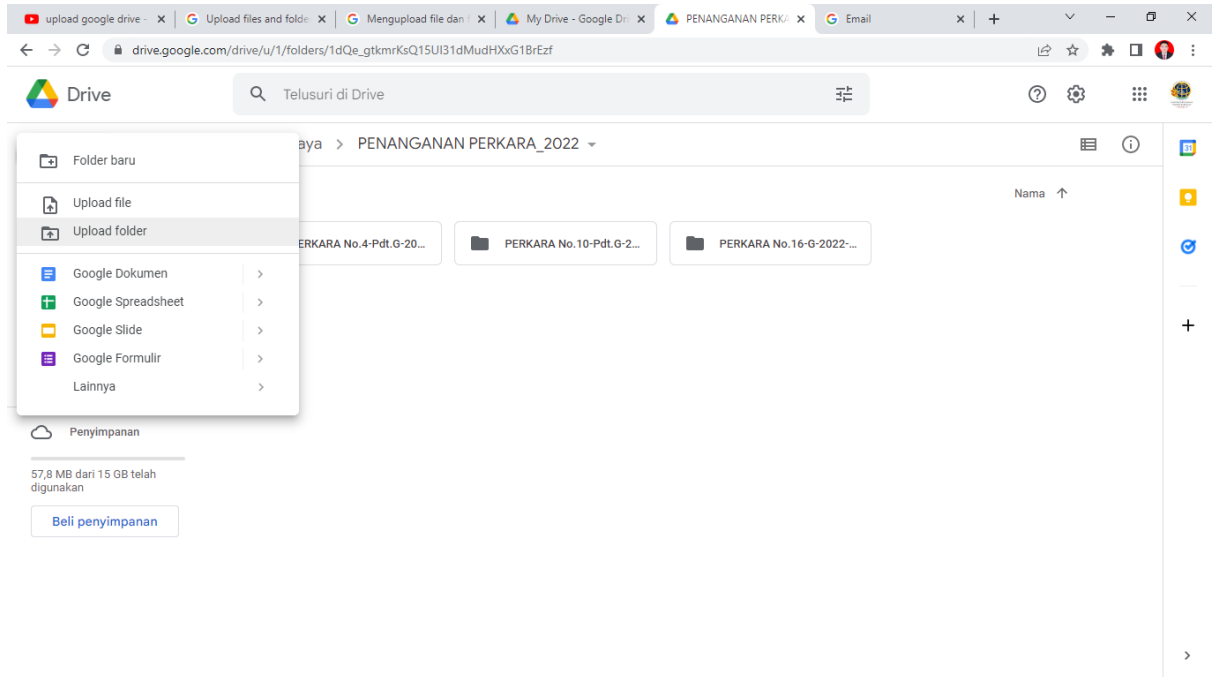 upload google drive -
Upload files and folde
Mengupload file dan
My Drive - Google Dri
PENANGANAN PERKA
Email
drive.google.com/drive/u/1/folders/1dQe_gtkmrKsQ15UI31dMudHXxG1BrEzf
Drive
Telusuri di Drive
aya > PENANGANAN PERKARA_2022
Folder baru
Upload file
Upload folder
Google Dokumen
Google Spreadsheet
Google Slide
Google Formulir
Lainnya
Nama
ERKARA No.4-Pdt.G-20...
PERKARA No.10-Pdt.G-2...
PERKARA No.16-G-2022-...
31
Penyimpanan
57,8 MB dari 15 GB telah
digunakan
Beli penyimpanan